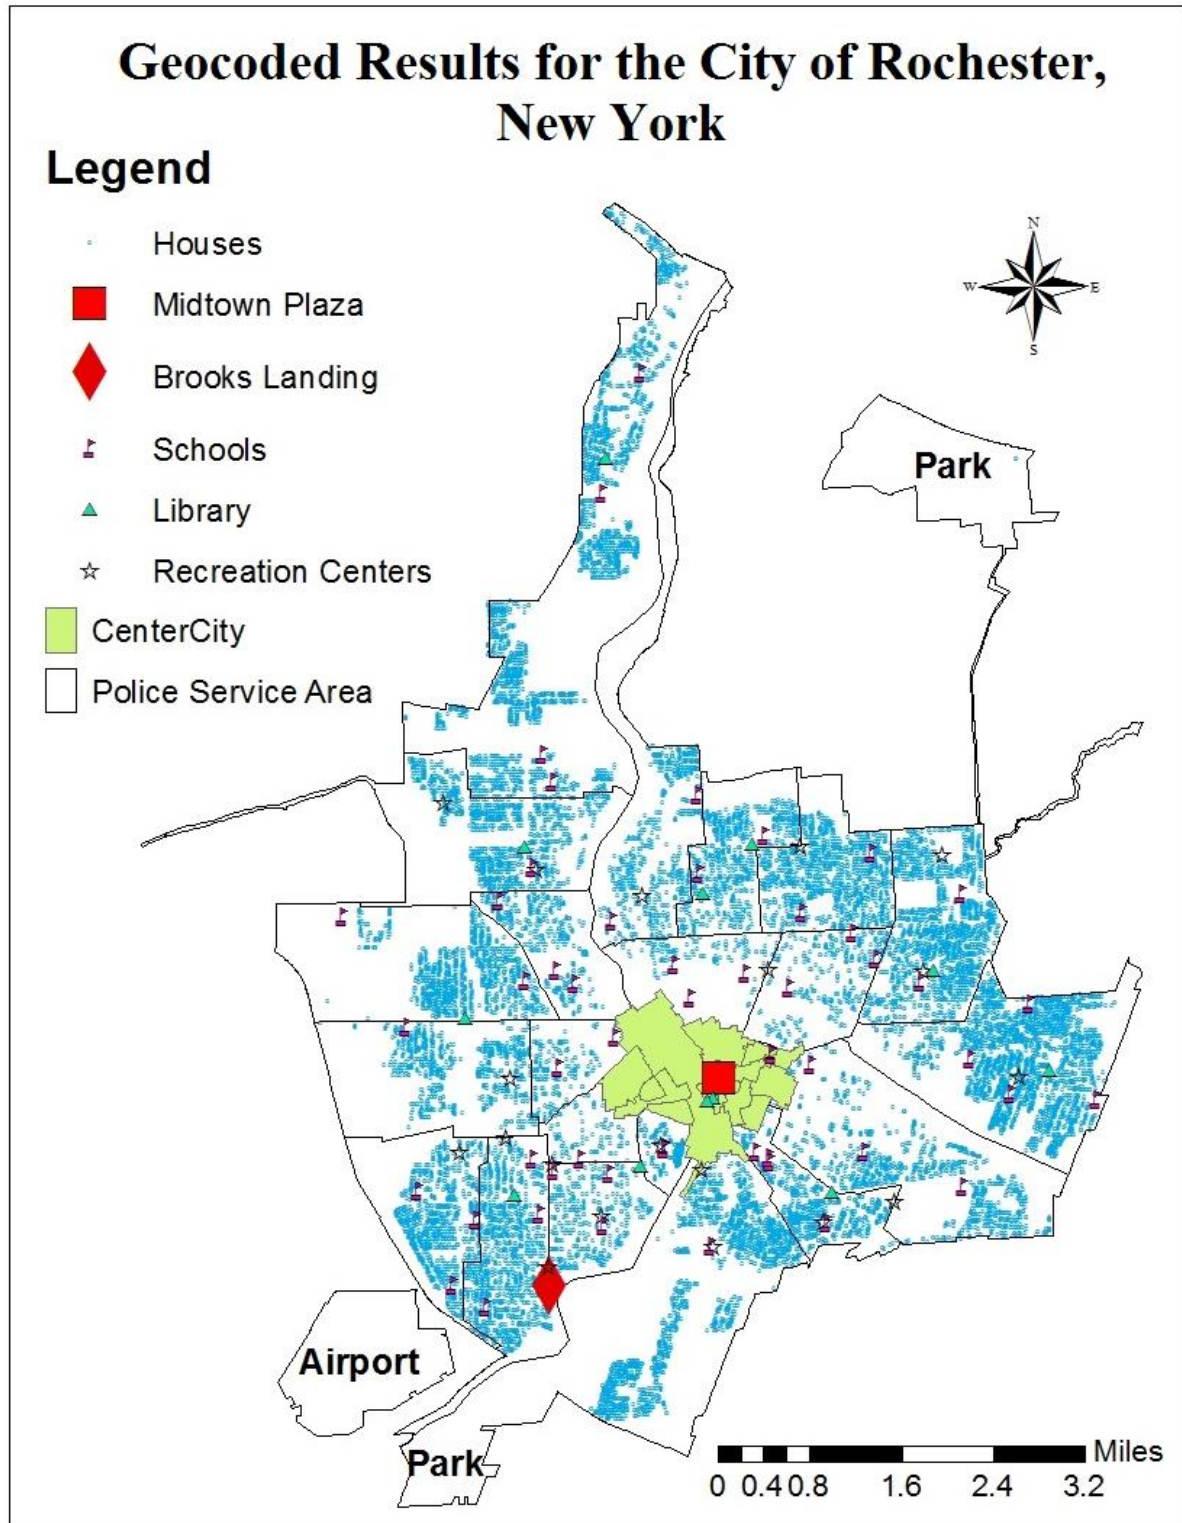 Geocoded Results for the City of Rochester,
New York
Legend
Houses
Midtown Plaza
Brooks Landing
Schools
Library
Recreation Centers
CenterCity
Police Service Area
N
W E
S
Park
Airport
Park
Miles
0 0.4 0.8 1.6 2.4 3.2